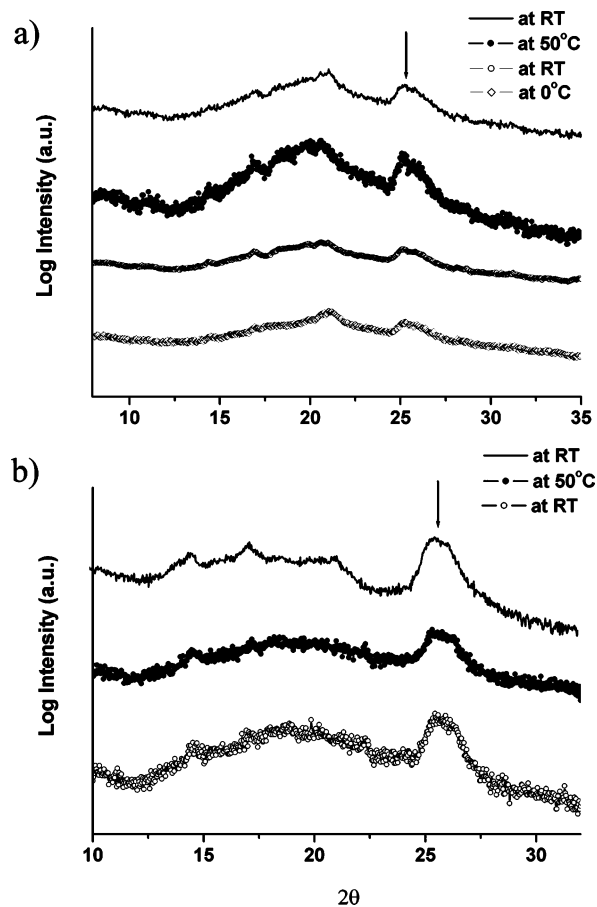 a)
at RT
at 50°C
at RT
at 0°C
Log Intensity (a.u.)
10 15 20 25 30 35
b)
at RT
at 50°C
at RT
Log Intensity (a.u.)
10 15 20 25 30
2θ